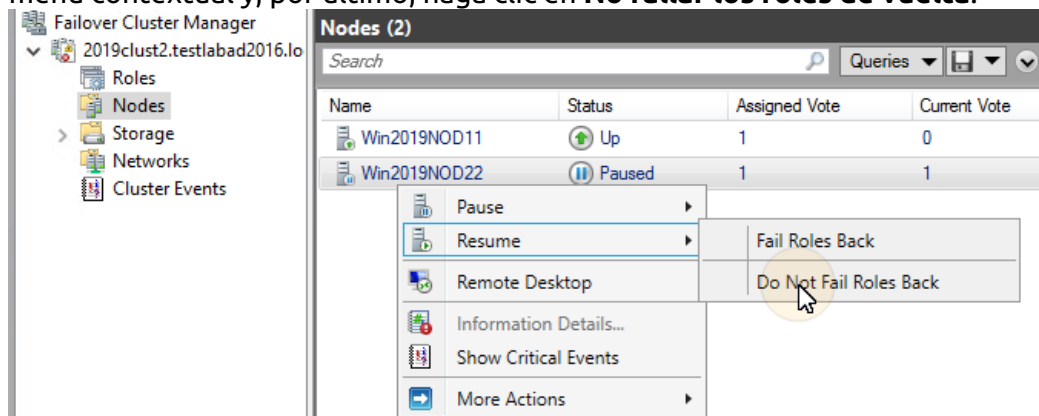 menú contextual y, por último, haga clic en No fallar los roles de vuelta.
Failover Cluster Manager
2019clust2.testlabad2016.lo
Roles
Nodes
Storage
Networks
Cluster Events
Nodes (2)
Search
Queries
Name Status Assigned Vote Current Vote
Win2019NOD11 Up 1 0
Win2019NOD22 Paused 1 1
Pause
Resume
Remote Desktop
Information Details...
Show Critical Events
More Actions
Fail Roles Back
Do Not Fail Roles Back